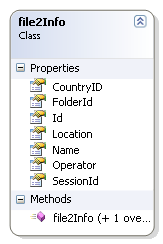 file2Info
Class
Properties
CountryID
FolderId
Id
Location
Name
Operator
SessionId
Methods
file2Info (+ 1 ove...